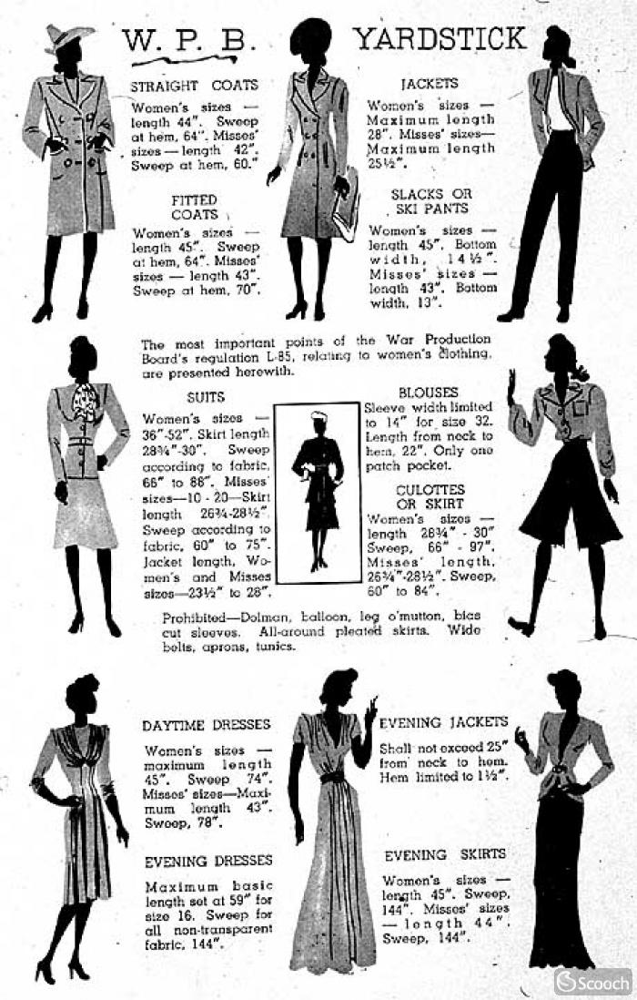 W. P. B. YARDSTICK
STRAIGHT COATS
Women's sizes —
length 44". Sweep
at hem, 64". Misses'
sizes — length 42".
Sweep at hem, 60."
FITTED
COATS
Women's sizes —
length 45". Sweep
at hem, 64". Misses'
sizes — length 43".
Sweep at hem, 70".
JACKETS
Women's sizes —
Maximum length
28". Misses' sizes—
Maximum length
25½".
SLACKS OR
SKI PANTS
Women's sizes —
length 45". Bottom
width, 14½".
Misses' sizes —
length 43". Bottom
width, 13".
The most important points of the War Production
Board's regulation L-85, relating to women's clothing,
are presented herewith.
SUITS
Women's sizes —
36"-52". Skirt length
28¾"-30". Sweep
according to fabric,
66" to 88". Misses'
sizes—10 - 20—Skirt
length 26¾-28½".
Sweep according to
fabric, 60" to 75".
Jacket length, Wo-
men's and Misses
sizes—23½" to 28".
BLOUSES
Sleeve width limited
to 14" for size 32.
Length from neck to
hem, 22". Only one
patch pocket.
CULOTTES
OR SKIRT
Women's sizes —
length 28¾" - 30"
Sweep, 66" - 97".
Misses' length,
26¾"-28½". Sweep,
60" to 84".
Prohibited—Dolman, balloon, leg o'mutton, bias
cut sleeves. All-around pleated skirts. Wide
belts, aprons, tunics.
DAYTIME DRESSES
Women's sizes —
maximum length
45". Sweep 74".
Misses' sizes—Maxi-
mum length 43".
Sweep, 78".
EVENING DRESSES
Maximum basic
length set at 59" for
size 16. Sweep for
all non-transparent
fabric, 144".
EVENING JACKETS
Shall not exceed 25"
from neck to hem.
Hem limited to 1½".
EVENING SKIRTS
Women's sizes —
length 45". Sweep,
144". Misses' sizes
— length 44".
Sweep, 144".
Scooch